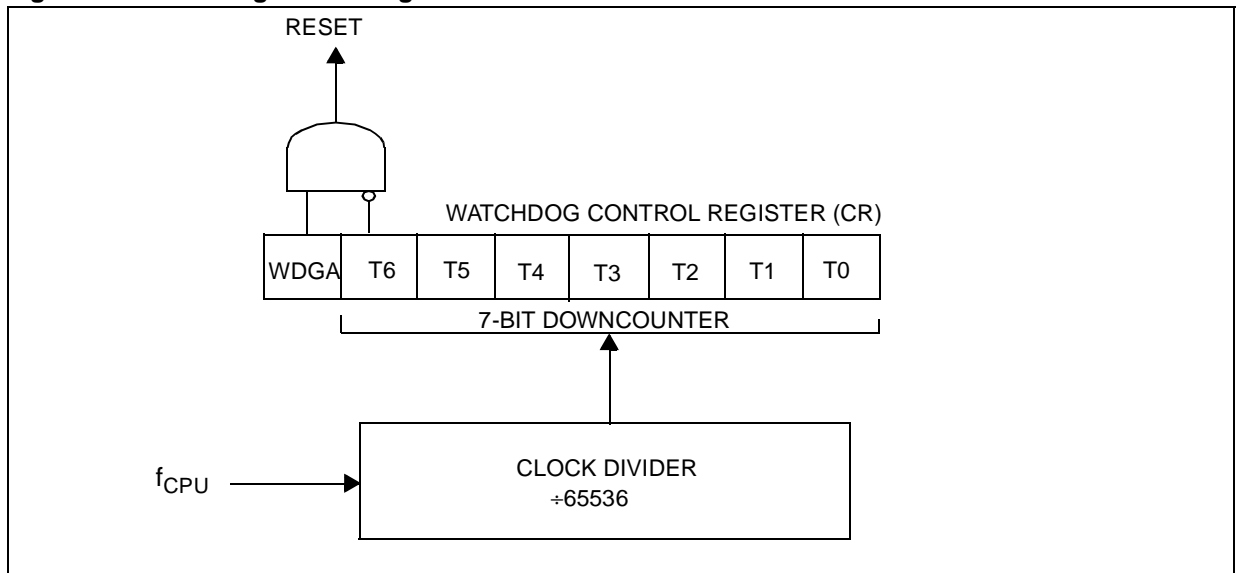 RESET
WATCHDOG CONTROL REGISTER (CR)
WDGA T6 T5 T4 T3 T2 T1 T0
7-BIT DOWNCOUNTER
fCPU
CLOCK DIVIDER
÷65536